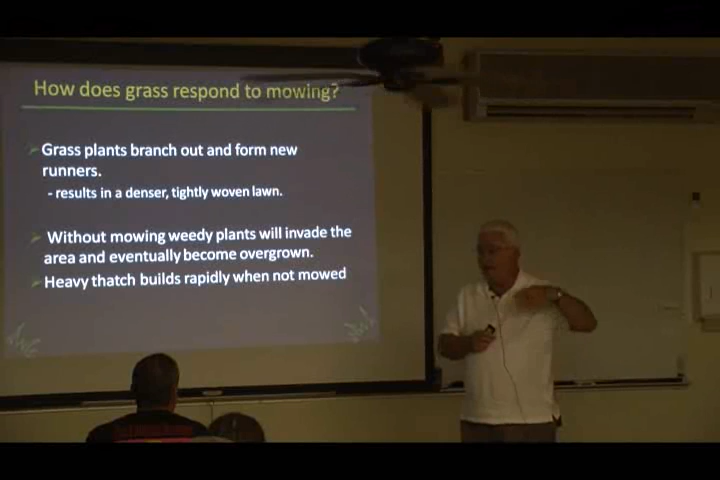 How does grass respond to mowing?
Grass plants branch out and form new
runners.
- results in a denser, tightly woven lawn.
Without mowing weedy plants will invade the
area and eventually become overgrown.
Heavy thatch builds rapidly when not mowed